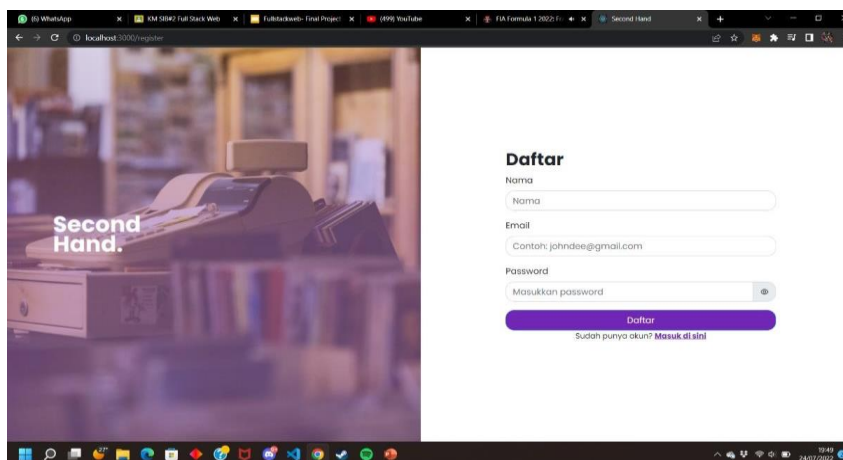 (6) WhatsApp
KM SIB#2 Full Stack Web
Fullstackweb- Final Project
(499) YouTube
FIA Formula 1 2022: F
Second Hand
localhost:3000/register
Second
Hand.
Daftar
Nama
Nama
Email
Contoh: johndee@gmail.com
Password
Masukkan password
Daftar
Sudah punya akun? Masuk di sini
27°
19:49
24/07/2022